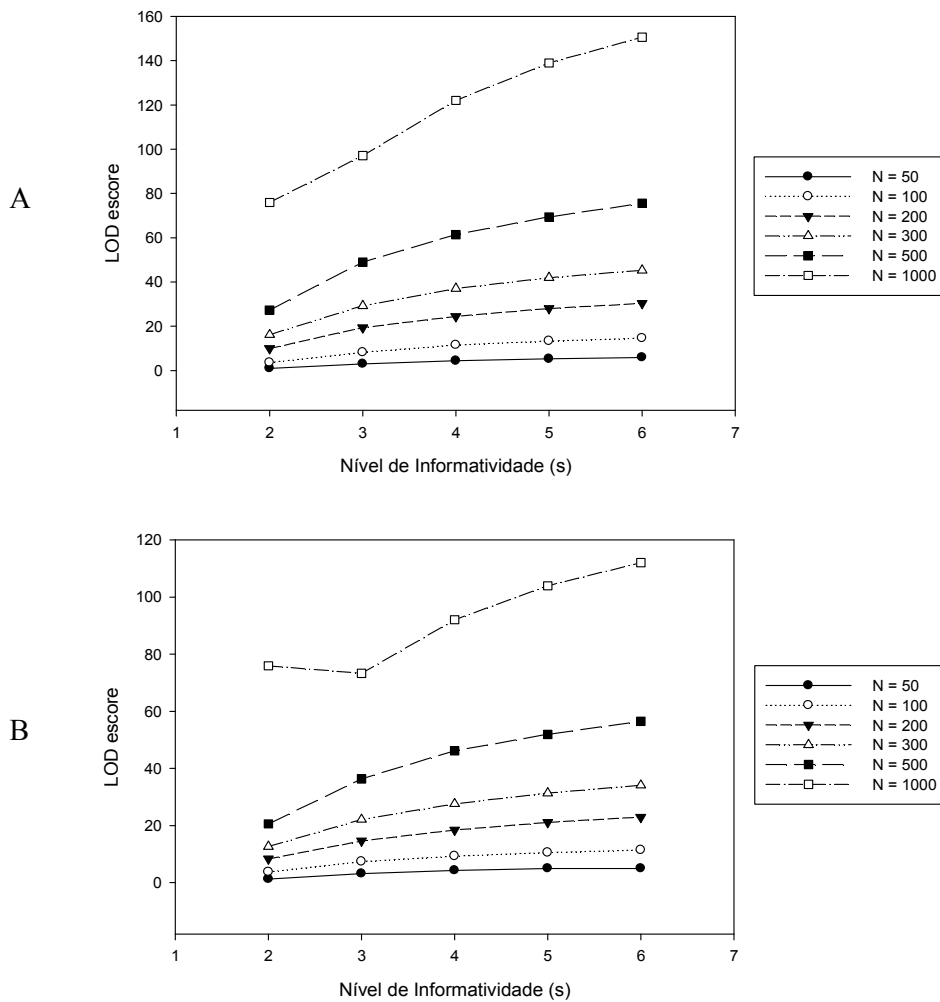 A
160
140
120
100
80
60
40
20
0
LOD escore
1 2 3 4 5 6 7
Nível de Informatividade (s)
N = 50
N = 100
N = 200
N = 300
N = 500
N = 1000
B
120
100
80
60
40
20
0
LOD escore
1 2 3 4 5 6 7
Nível de Informatividade (s)
N = 50
N = 100
N = 200
N = 300
N = 500
N = 1000